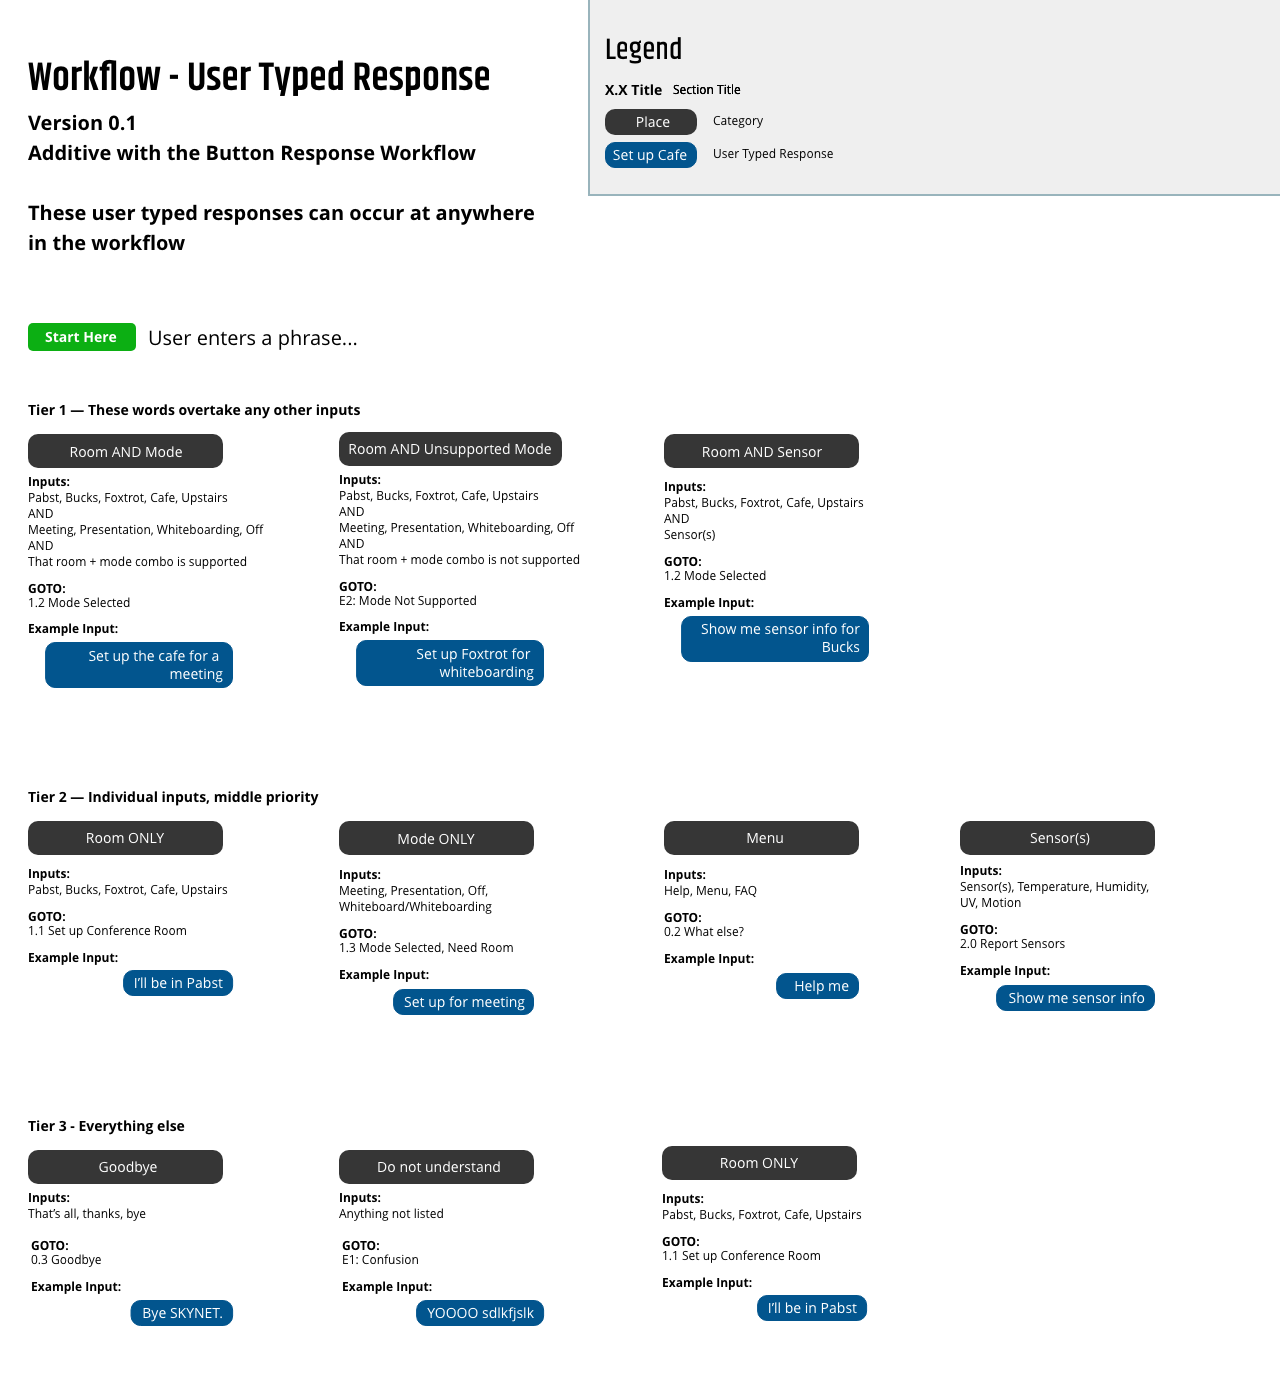 Workflow - User Typed Response
Version 0.1
Additive with the Button Response Workflow
These user typed responses can occur at anywhere
in the workflow
Legend
X.X Title Section Title
Place Category
Set up Cafe User Typed Response
Start Here User enters a phrase...
Tier 1 — These words overtake any other inputs
Room AND Mode
Inputs:
Pabst, Bucks, Foxtrot, Cafe, Upstairs
AND
Meeting, Presentation, Whiteboarding, Off
AND
That room + mode combo is supported
GOTO:
1.2 Mode Selected
Example Input:
Set up the cafe for a
meeting
Room AND Unsupported Mode
Inputs:
Pabst, Bucks, Foxtrot, Cafe, Upstairs
AND
Meeting, Presentation, Whiteboarding, Off
AND
That room + mode combo is not supported
GOTO:
E2: Mode Not Supported
Example Input:
Set up Foxtrot for
whiteboarding
Room AND Sensor
Inputs:
Pabst, Bucks, Foxtrot, Cafe, Upstairs
AND
Sensor(s)
GOTO:
1.2 Mode Selected
Example Input:
Show me sensor info for
Bucks
Tier 2 — Individual inputs, middle priority
Room ONLY
Inputs:
Pabst, Bucks, Foxtrot, Cafe, Upstairs
GOTO:
1.1 Set up Conference Room
Example Input:
I’ll be in Pabst
Mode ONLY
Inputs:
Meeting, Presentation, Off,
Whiteboard/Whiteboarding
GOTO:
1.3 Mode Selected, Need Room
Example Input:
Set up for meeting
Menu
Inputs:
Help, Menu, FAQ
GOTO:
0.2 What else?
Example Input:
Help me
Sensor(s)
Inputs:
Sensor(s), Temperature, Humidity,
UV, Motion
GOTO:
2.0 Report Sensors
Example Input:
Show me sensor info
Tier 3 - Everything else
Goodbye
Inputs:
That’s all, thanks, bye
GOTO:
0.3 Goodbye
Example Input:
Bye SKYNET.
Do not understand
Inputs:
Anything not listed
GOTO:
E1: Confusion
Example Input:
YOOOO sdlkfjslk
Room ONLY
Inputs:
Pabst, Bucks, Foxtrot, Cafe, Upstairs
GOTO:
1.1 Set up Conference Room
Example Input:
I’ll be in Pabst